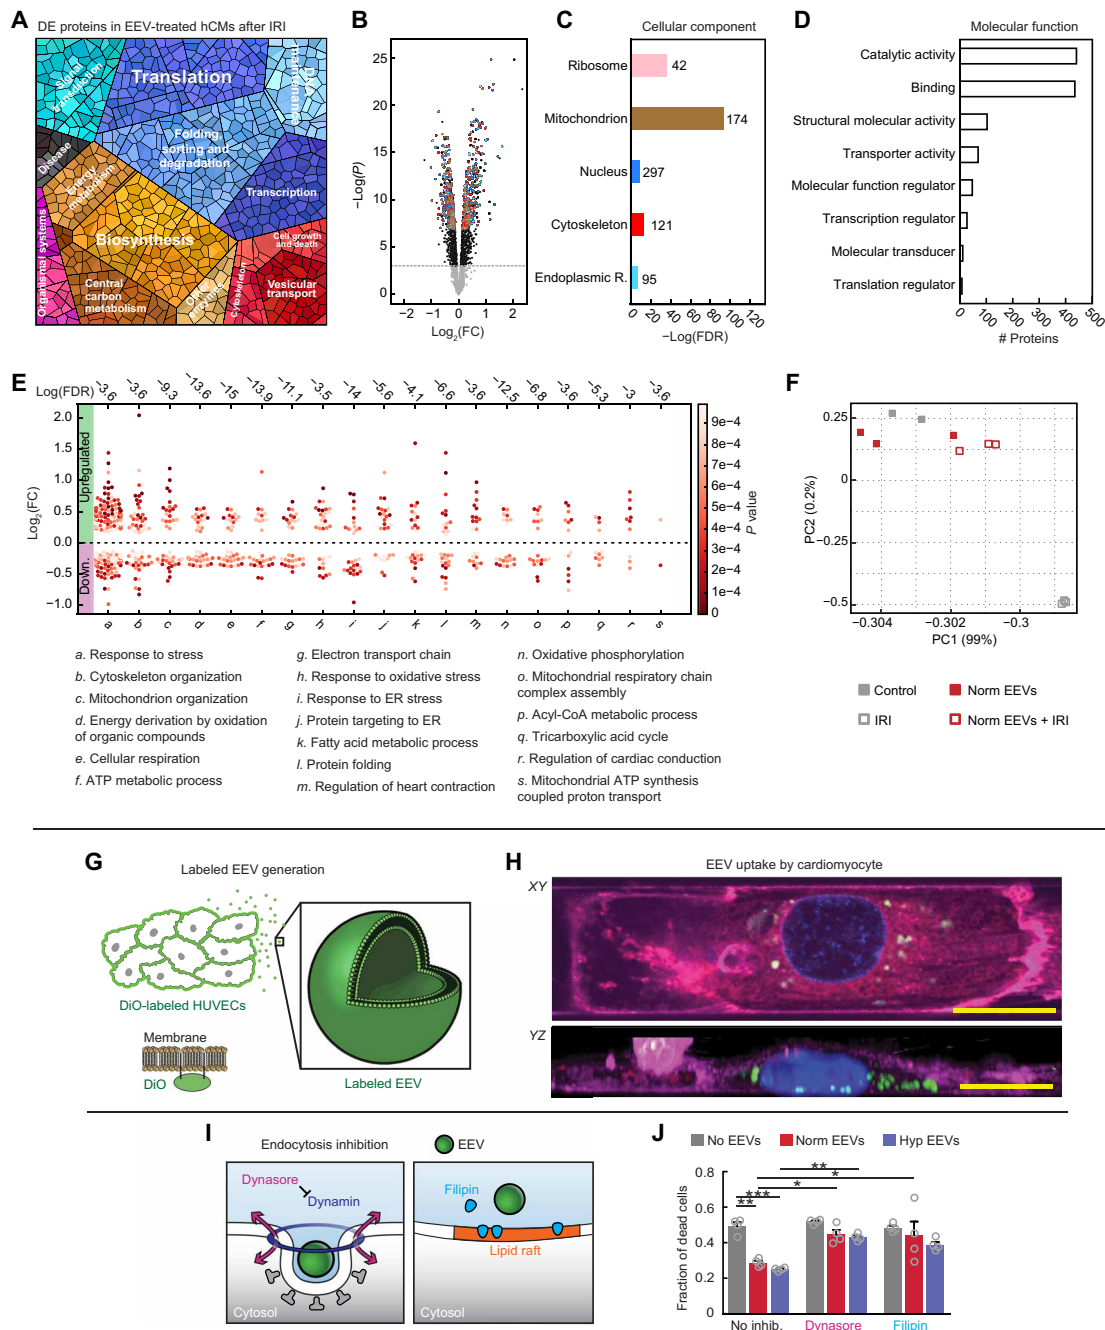 A
DE proteins in EEV-treated hCMs after IRI
Signal
transduction
Translation
DNA
maintenance
Folding,
sorting and
degradation
Disease
Energy
metabolism
Transcription
Biosynthesis
Organismal systems
Cell growth
and death
Central
carbon
metabolism
Other
enzymes
Cytoskeleton
Vesicular
transport
B
−Log(P)
25
20
15
10
5
0
−2 −1 0 1 2
Log2(FC)
C
Cellular component
Ribosome 42
Mitochondrion 174
Nucleus 297
Cytoskeleton 121
Endoplasmic R. 95
0 20 40 60 80 100 120
−Log(FDR)
D
Molecular function
Catalytic activity
Binding
Structural molecular activity
Transporter activity
Molecular function regulator
Transcription regulator
Molecular transducer
Translation regulator
0 100 200 300 400 500
# Proteins
E
Log(FDR) −3.6 −3.6 −9.3 −13.6 −15 −13.9 −11.1 −3.5 −14 −5.6 −4.1 −6.6 −3.6 −12.5 −6.8 −3.6 −5.3 −3 −3.6
Log2(FC)
Upregulated
Down.
2.0
1.5
1.0
0.5
0.0
−0.5
−1.0
a b c d e f g h i j k l m n o p q r s
9e−4
8e−4
7e−4
6e−4
5e−4
4e−4
3e−4
2e−4
1e−4
0
P value
a. Response to stress
b. Cytoskeleton organization
c. Mitochondrion organization
d. Energy derivation by oxidation
of organic compounds
e. Cellular respiration
f. ATP metabolic process
g. Electron transport chain
h. Response to oxidative stress
i. Response to ER stress
j. Protein targeting to ER
k. Fatty acid metabolic process
l. Protein folding
m. Regulation of heart contraction
n. Oxidative phosphorylation
o. Mitochondrial respiratory chain
complex assembly
p. Acyl-CoA metabolic process
q. Tricarboxylic acid cycle
r. Regulation of cardiac conduction
s. Mitochondrial ATP synthesis
coupled proton transport
F
PC2 (0.2%)
0.25
0
−0.25
−0.5
−0.304 −0.302 −0.3
PC1 (99%)
Control
Norm EEVs
IRI
Norm EEVs + IRI
G
Labeled EEV generation
DiO-labeled HUVECs
Membrane
DiO
Labeled EEV
H
EEV uptake by cardiomyocyte
XY
YZ
I
Endocytosis inhibition
EEV
Dynasore
Dynamin
Cytosol
Filipin
Lipid raft
Cytosol
J
No EEVs Norm EEVs Hyp EEVs
Fraction of dead cells
0.8
0.6
0.4
0.2
0
**
*
*
***
**
No inhib. Dynasore Filipin